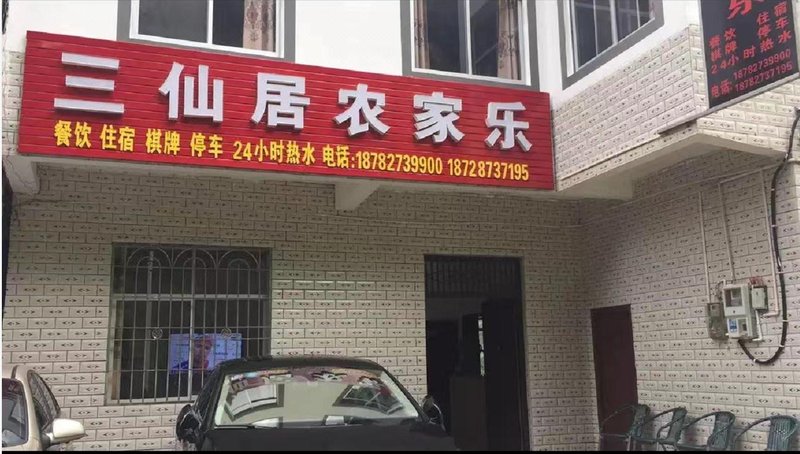 三仙居农家乐
餐饮 住宿 棋牌 停车 24小时热水 电话:18782739900 18728737195
餐饮 住宿
棋牌 停车
24小时热水
电话:18782739900
18782737195